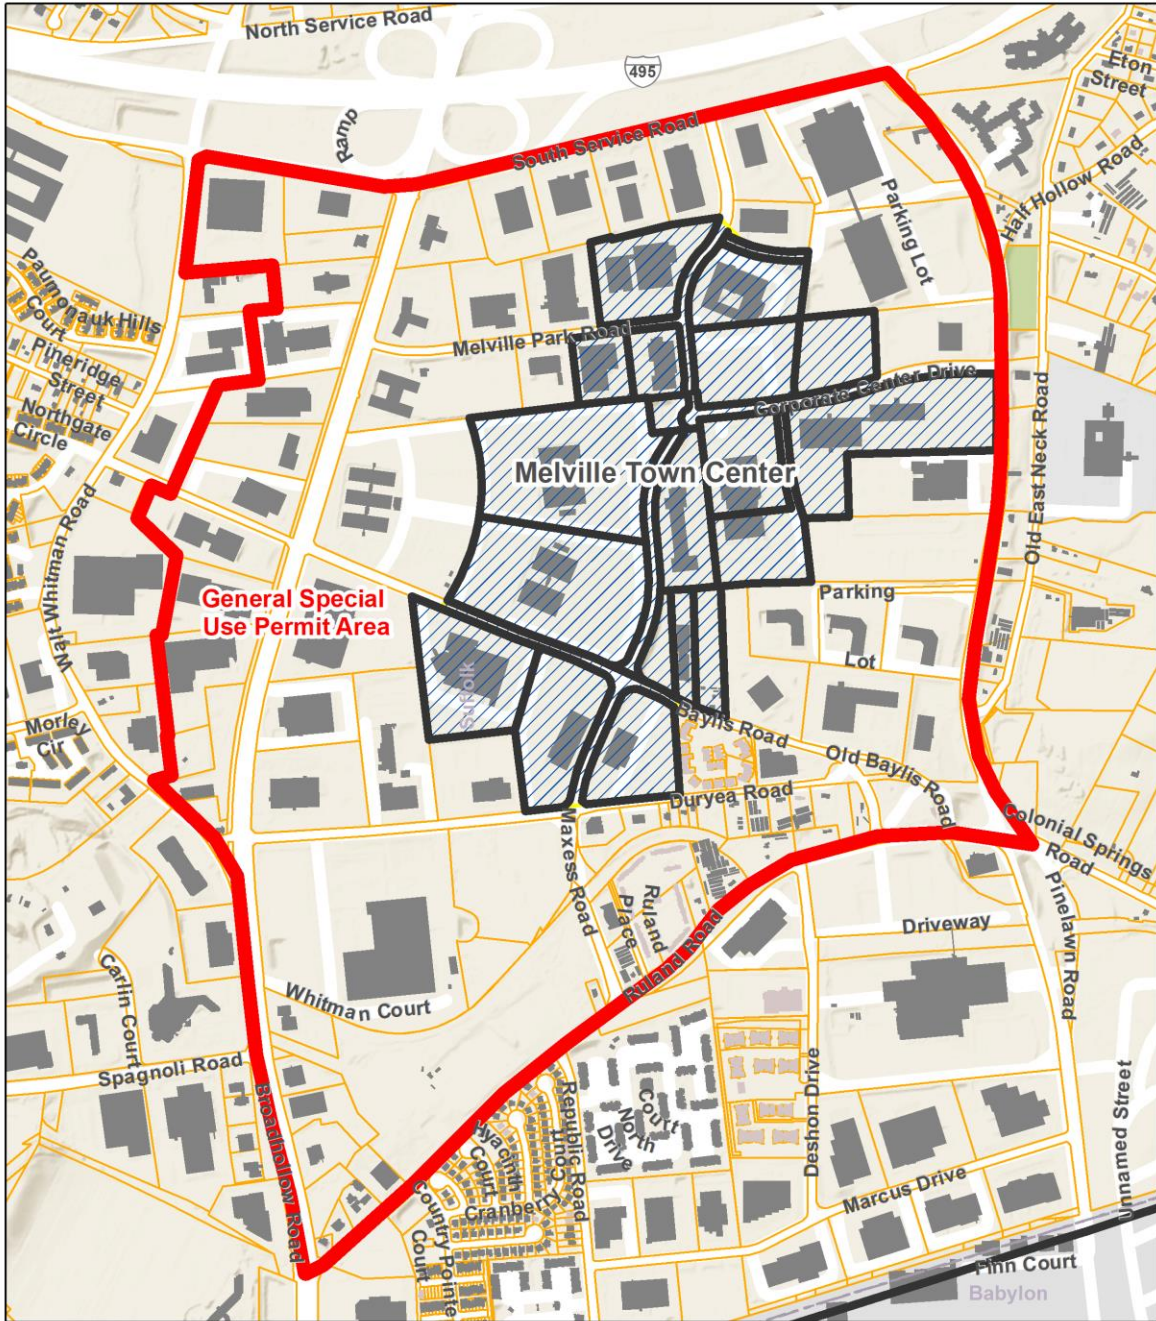 North Service Road
495
Eton
Street
Ramp
South Service Road
Half Hollow Road
Parking Lot
Paumonauk Hills
Court
Melville Park Road
Pineridge
Street
Corporate Center Drive
Northgate
Circle
Melville Town Center
Old East Neck Road
Walt Whitman Road
General Special
Use Permit Area
Parking
Lot
Suffolk
Morley
Cir
Baylis Road
Old Baylis Road
Duryea Road
Colonial Springs
Road
Maxess Road
Ruland
Place
Pinelawn Road
Driveway
Ruland Road
Carlin Court
Whitman Court
Spagnoli Road
Broadhollow Road
Republic Road
Court
North
Drive
Deshon Drive
Unnamed Street
Hyacinth
Court
Cranberry
Court
Country Pointe
Court
Marcus Drive
Finn Court
Babylon